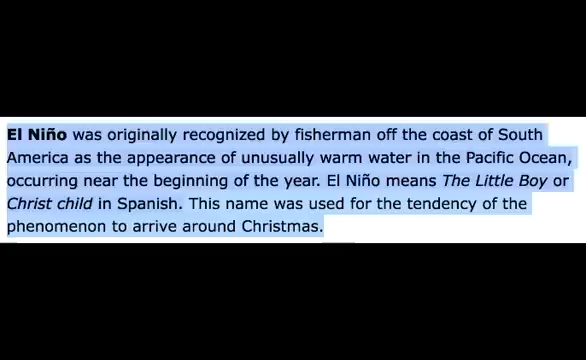 El Niño was originally recognized by fisherman off the coast of South
America as the appearance of unusually warm water in the Pacific Ocean,
occurring near the beginning of the year. El Niño means The Little Boy or
Christ child in Spanish. This name was used for the tendency of the
phenomenon to arrive around Christmas.